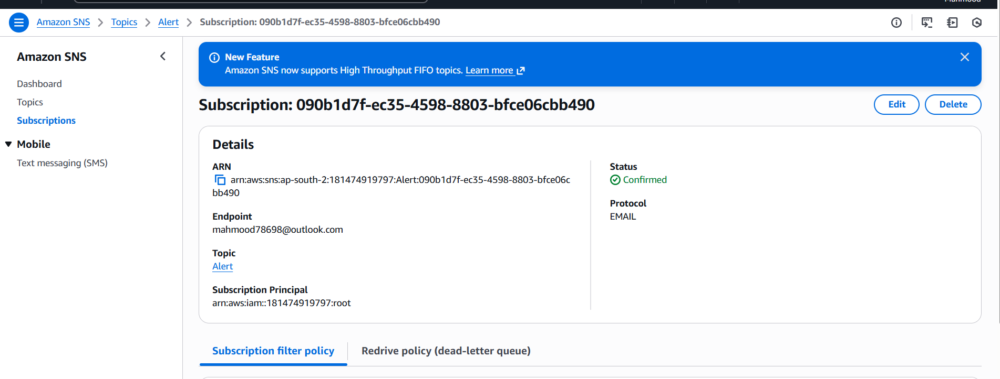 Mahmood
Amazon SNS > Topics > Alert > Subscription: 090b1d7f-ec35-4598-8803-bfce06cbb490
Amazon SNS
Dashboard
Topics
Subscriptions
Mobile
Text messaging (SMS)
New Feature
Amazon SNS now supports High Throughput FIFO topics. Learn more
Subscription: 090b1d7f-ec35-4598-8803-bfce06cbb490
Edit
Delete
Details
ARN
arn:aws:sns:ap-south-2:181474919797:Alert:090b1d7f-ec35-4598-8803-bfce06c
bb490
Endpoint
mahmood78698@outlook.com
Topic
Alert
Subscription Principal
arn:aws:iam::181474919797:root
Status
Confirmed
Protocol
EMAIL
Subscription filter policy
Redrive policy (dead-letter queue)